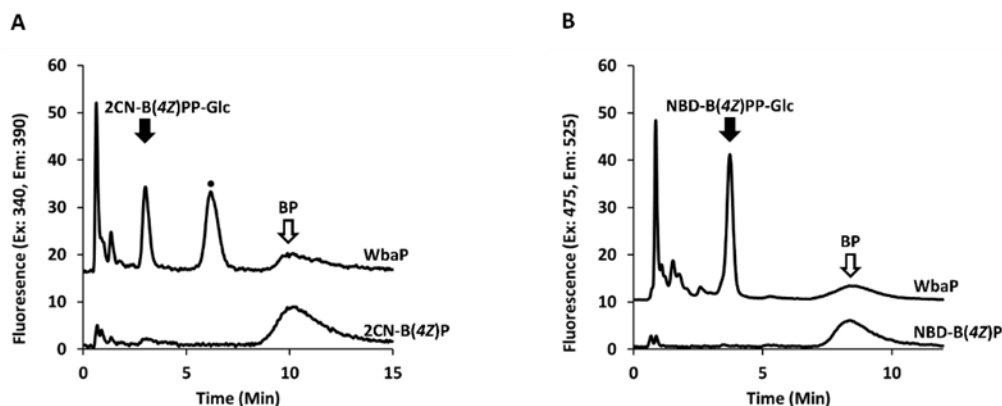 A
Fluoresence (Ex: 340, Em: 390)
60
50
40
30
20
10
0
2CN-B(4Z)PP-Glc
BP
WbaP
2CN-B(4Z)P
0
5
10
15
Time (Min)
B
Fluorescence (Ex: 475, Em: 525)
60
50
40
30
20
10
0
NBD-B(4Z)PP-Glc
BP
WbaP
NBD-B(4Z)P
0
5
10
Time (Min)